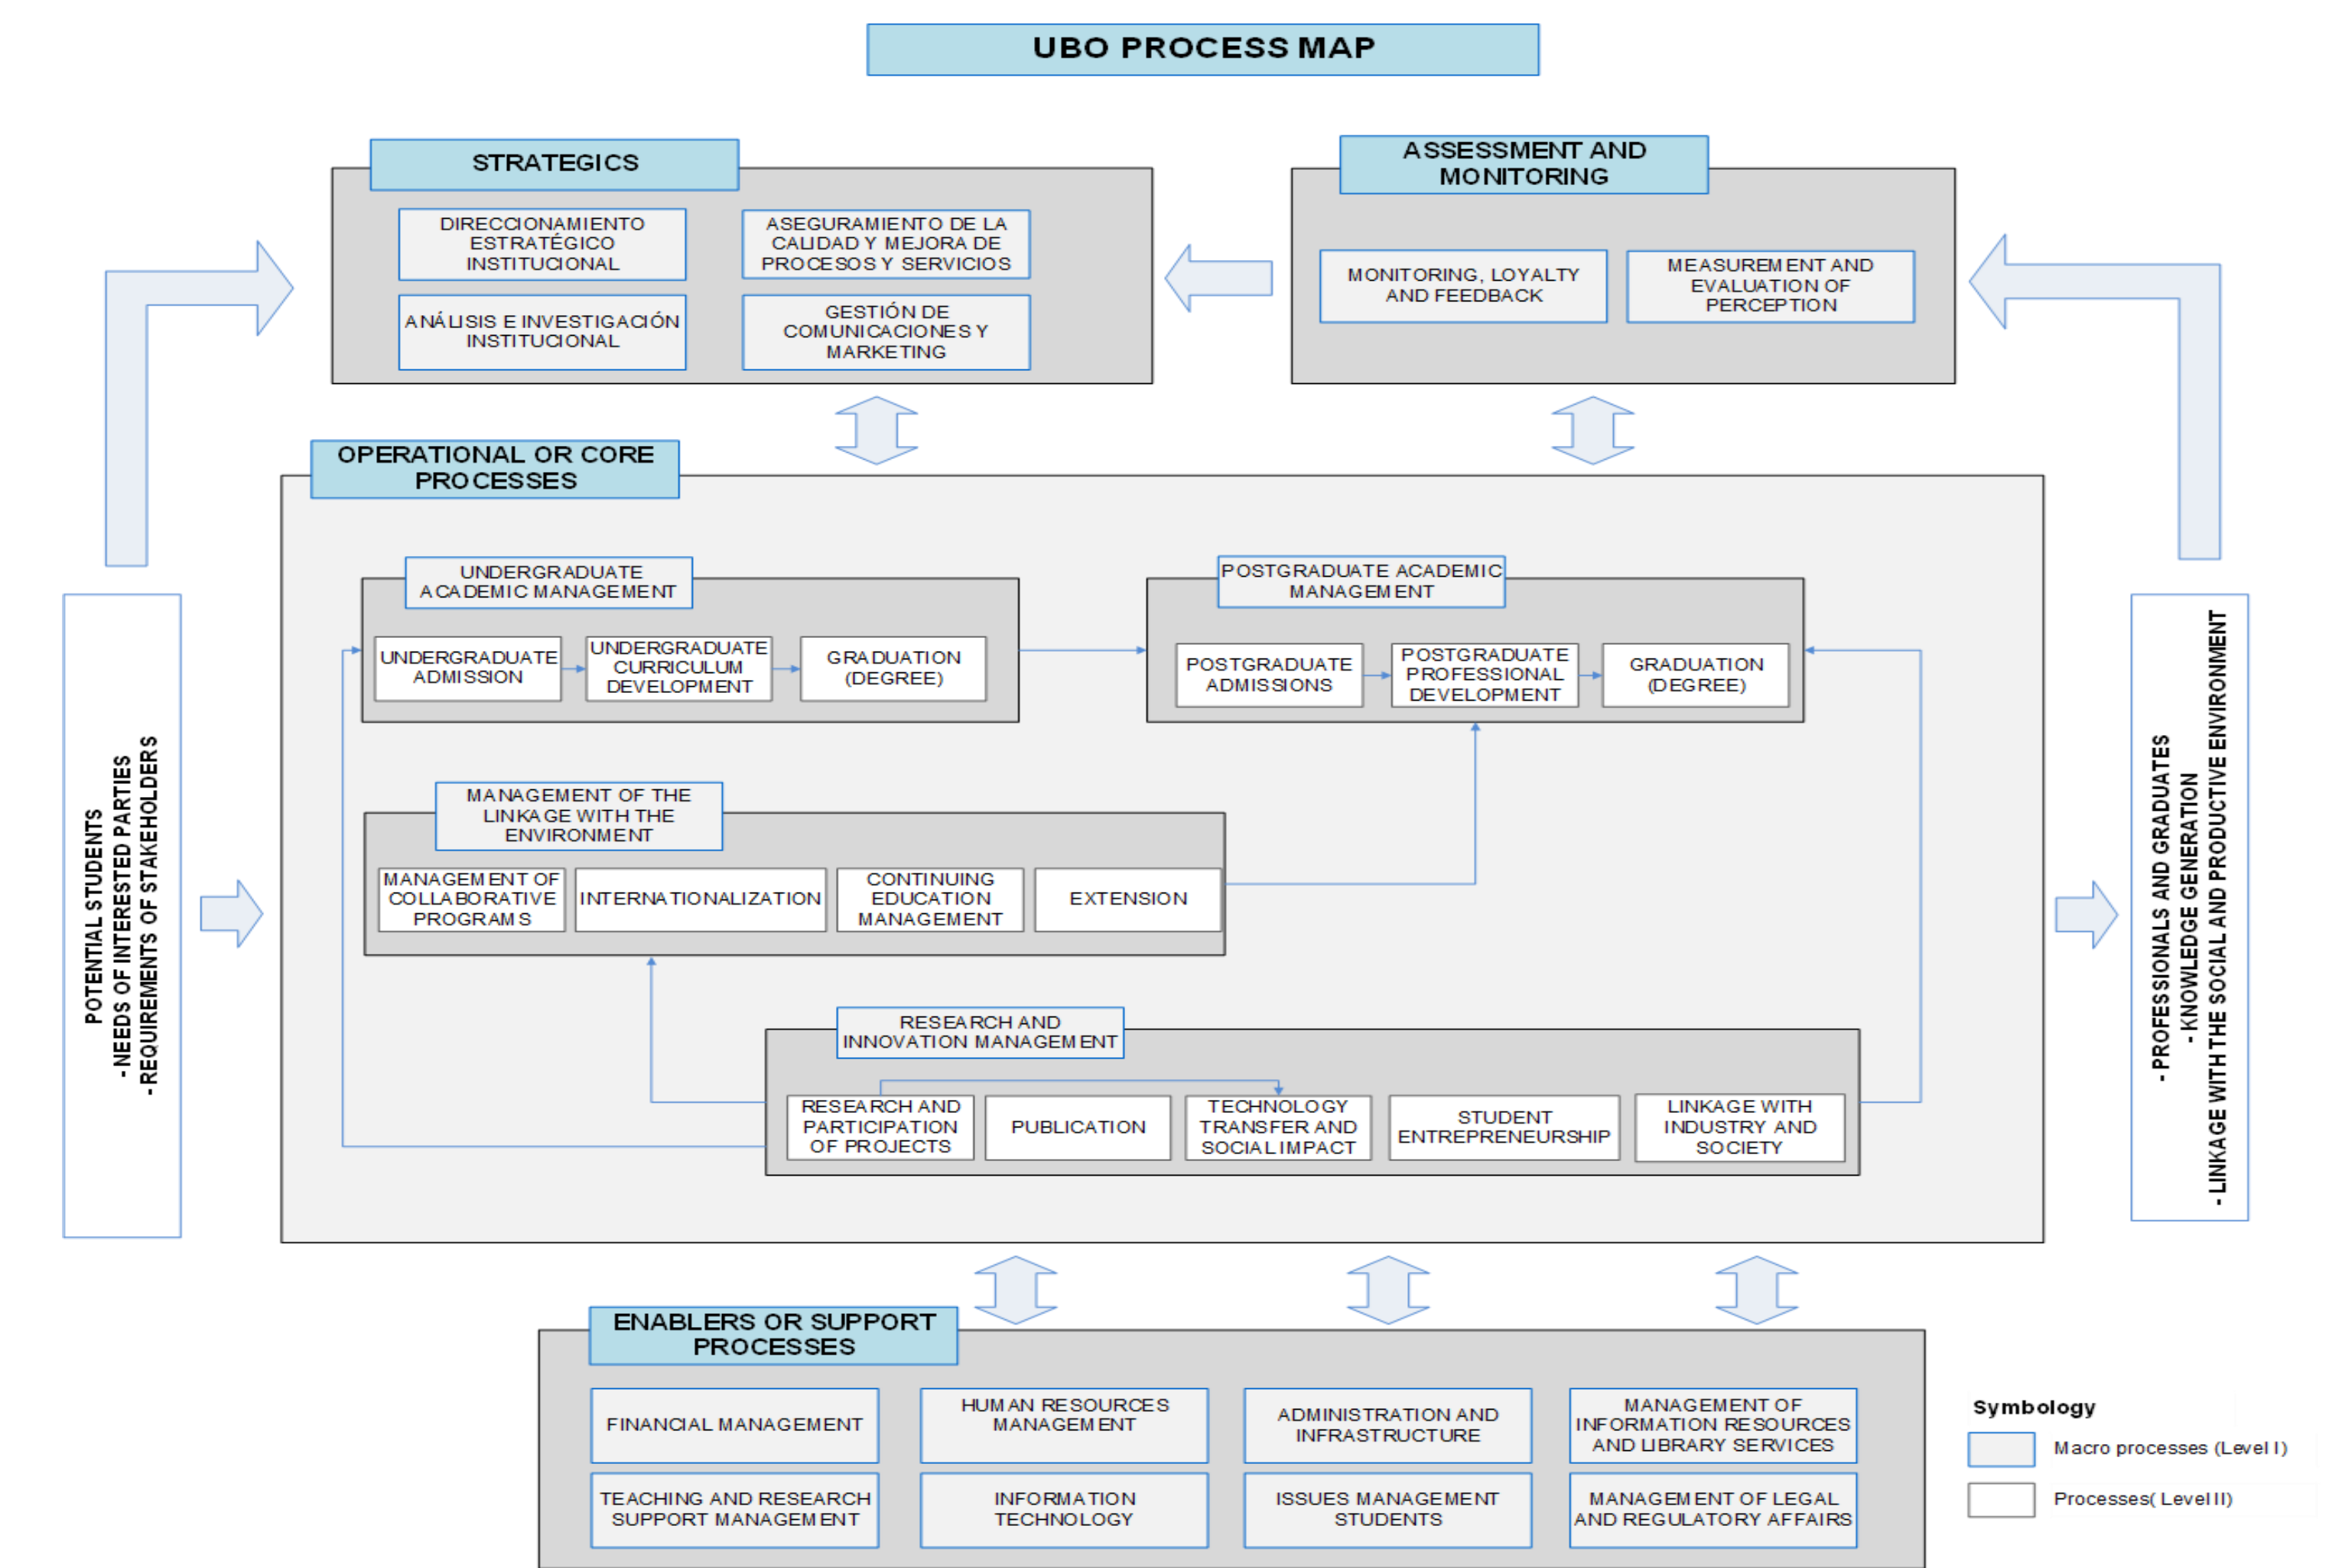 UBO PROCESS MAP
STRATEGICS
DIRECCIONAMIENTO
ESTRATÉGICO
INSTITUCIONAL
ASEGURAMIENTO DE LA
CALIDAD Y MEJORA DE
PROCESOS Y SERVICIOS
ANÁLISIS E INVESTIGACIÓN
INSTITUCIONAL
GESTIÓN DE
COMUNICACIONES Y
MARKETING
ASSESSMENT AND
MONITORING
MONITORING, LOYALTY
AND FEEDBACK
MEASUREMENT AND
EVALUATION OF
PERCEPTION
OPERATIONAL OR CORE
PROCESSES
UNDERGRADUATE
ACADEMIC MANAGEMENT
UNDERGRADUATE
ADMISSION
UNDERGRADUATE
CURRICULUM
DEVELOPMENT
GRADUATION
(DEGREE)
POSTGRADUATE ACADEMIC
MANAGEMENT
POSTGRADUATE
ADMISSIONS
POSTGRADUATE
PROFESSIONAL
DEVELOPMENT
GRADUATION
(DEGREE)
MANAGEMENT OF THE
LINKAGE WITH THE
ENVIRONMENT
MANAGEMENT OF
COLLABORATIVE
PROGRAMS
INTERNATIONALIZATION
CONTINUING
EDUCATION
MANAGEMENT
EXTENSION
RESEARCH AND
INNOVATION MANAGEMENT
RESEARCH AND
PARTICIPATION
OF PROJECTS
PUBLICATION
TECHNOLOGY
TRANSFER AND
SOCIAL IMPACT
STUDENT
ENTREPRENEURSHIP
LINKAGE WITH
INDUSTRY AND
SOCIETY
POTENTIAL STUDENTS
- NEEDS OF INTERESTED PARTIES
- REQUIREMENTS OF STAKEHOLDERS
- PROFESSIONALS AND GRADUATES
- KNOWLEDGE GENERATION
- LINKAGE WITH THE SOCIAL AND PRODUCTIVE ENVIRONMENT
ENABLERS OR SUPPORT
PROCESSES
FINANCIAL MANAGEMENT
HUMAN RESOURCES
MANAGEMENT
ADMINISTRATION AND
INFRASTRUCTURE
MANAGEMENT OF
INFORMATION RESOURCES
AND LIBRARY SERVICES
TEACHING AND RESEARCH
SUPPORT MANAGEMENT
INFORMATION
TECHNOLOGY
ISSUES MANAGEMENT
STUDENTS
MANAGEMENT OF LEGAL
AND REGULATORY AFFAIRS
Symbology
Macro processes (Level I)
Processes( Level II)